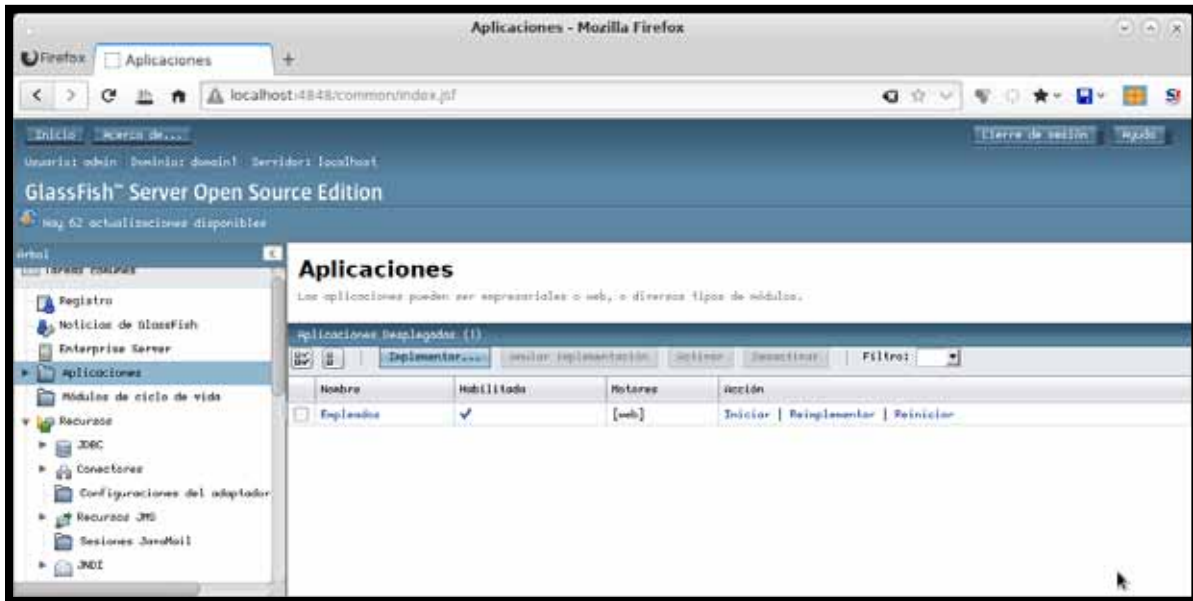 Aplicaciones - Mozilla Firefox
Firefox Aplicaciones +
localhost:4848/common/index.jsf
Inicio Acerca de... Cierre de sesión Ayuda
Usuario: admin Dominio: domain1 Servidor: localhost
GlassFish™ Server Open Source Edition
Hay 62 actualizaciones disponibles
Árbol
Tareas comunes
Registro
Noticias de GlassFish
Enterprise Server
Aplicaciones
Módulos de ciclo de vida
Recursos
JDBC
Conectores
Configuraciones del adaptador
Recursos JMS
Sesiones JavaMail
JNDI
Aplicaciones
Las aplicaciones pueden ser empresariales o web, o diversos tipos de módulos.
Aplicaciones Desplegadas (1)
Implementar... Anular implementación Activar Desactivar Filtro:
Nombre Habilitado Motores Acción
Empleados [web] Iniciar | Reimplementar | Reiniciar